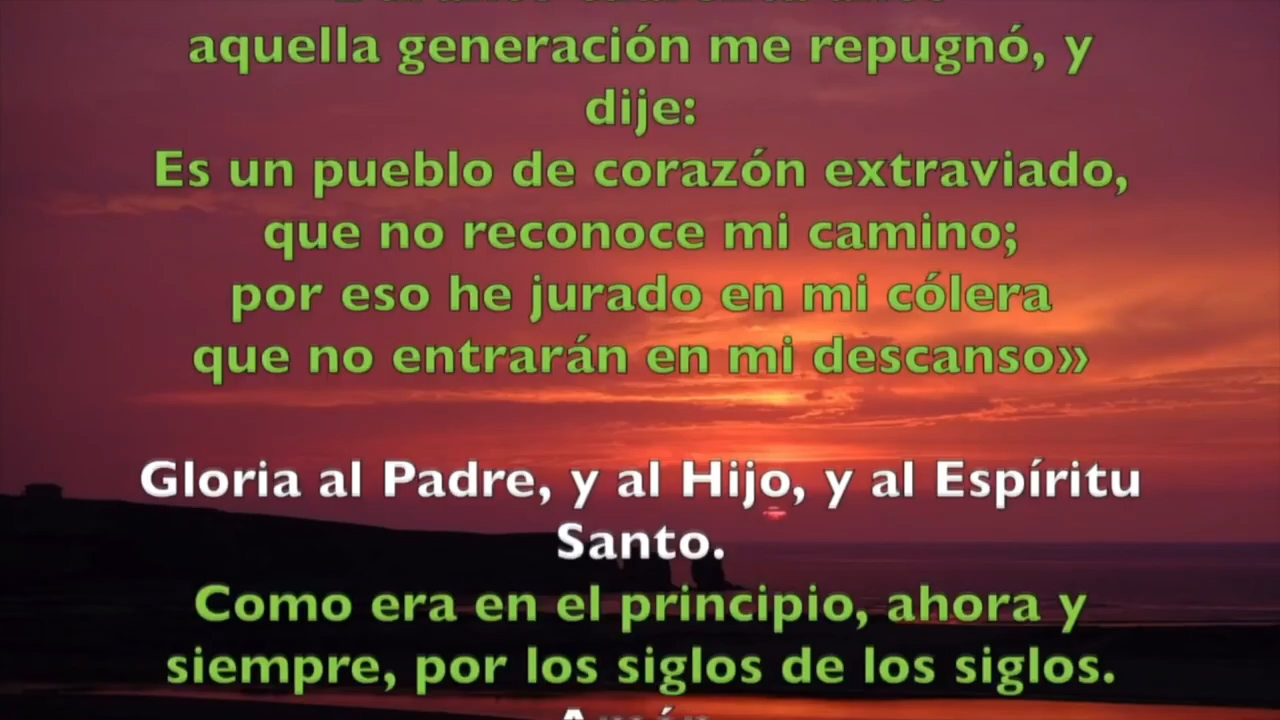 aquella generación me repugnó, y
dije:
Es un pueblo de corazón extraviado,
que no reconoce mi camino;
por eso he jurado en mi cólera
que no entrarán en mi descanso»
Gloria al Padre, y al Hijo, y al Espíritu
Santo.
Como era en el principio, ahora y
siempre, por los siglos de los siglos.